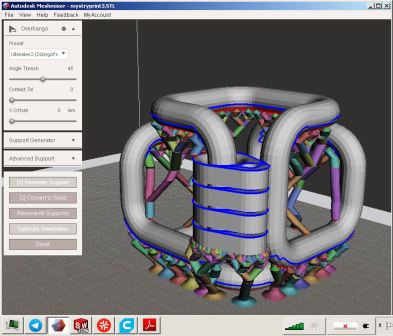 Autodesk Meshmixer - mystryprint3.STL
File View Help Feedback MyAccount
Overhangs
Preset
Ultimaker2 (Dizingof's
Angle Thresh 45
Contact Tol 0
Y-Offset 0 mm
Support Generator
Advanced Support
[1] Generate Support
[2] Convert to Solid
Remove All Supports
Optimize Orientation
Done
SW